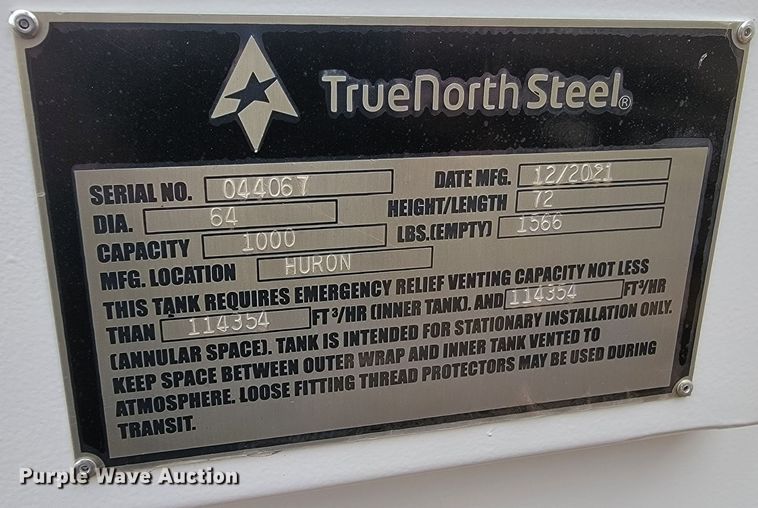 TrueNorth Steel®
SERIAL NO. 044067 DATE MFG. 12/2021
DIA. 64 HEIGHT/LENGTH 72
CAPACITY 1000 LBS.(EMPTY) 1566
MFG. LOCATION HURON
THIS TANK REQUIRES EMERGENCY RELIEF VENTING CAPACITY NOT LESS
THAN 114354 FT³/HR (INNER TANK). AND 114354 FT³/HR
(ANNULAR SPACE). TANK IS INTENDED FOR STATIONARY INSTALLATION ONLY.
KEEP SPACE BETWEEN OUTER WRAP AND INNER TANK VENTED TO
ATMOSPHERE. LOOSE FITTING THREAD PROTECTORS MAY BE USED DURING
TRANSIT.
Purple Wave Auction